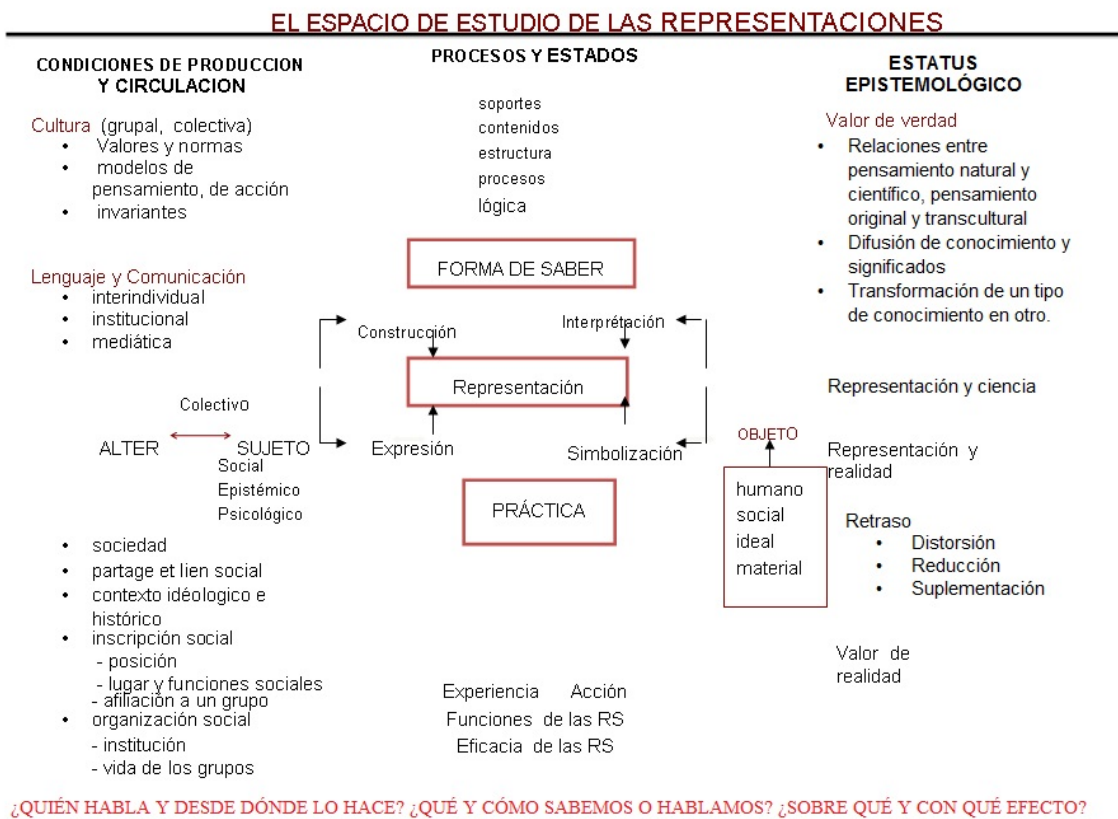 EL ESPACIO DE ESTUDIO DE LAS REPRESENTACIONES
CONDICIONES DE PRODUCCION
Y CIRCULACION
Cultura (grupal, colectiva)
• Valores y normas
• modelos de
pensamiento, de acción
• invariantes
Lenguaje y Comunicación
• interindividual
• institucional
• mediática
Colectivo
ALTER
SUJETO
Social
Epistémico
Psicológico
• sociedad
• partage et lien social
• contexto idéologico e
histórico
• inscripción social
- posición
- lugar y funciones sociales
- afiliación a un grupo
• organización social
- institución
- vida de los grupos
PROCESOS Y ESTADOS
soportes
contenidos
estructura
procesos
lógica
FORMA DE SABER
Construcción
Interprétación
Representación
Expresión
Simbolización
PRÁCTICA
Experiencia Acción
Funciones de las RS
Eficacia de las RS
OBJETO
humano
social
ideal
material
ESTATUS
EPISTEMOLÓGICO
Valor de verdad
• Relaciones entre
pensamiento natural y
científico, pensamiento
original y transcultural
• Difusión de conocimiento y
significados
• Transformación de un tipo
de conocimiento en otro.
Representación y ciencia
Representación y
realidad
Retraso
• Distorsión
• Reducción
• Suplementación
Valor de
realidad
¿QUIÉN HABLA Y DESDE DÓNDE LO HACE? ¿QUÉ Y CÓMO SABEMOS O HABLAMOS? ¿SOBRE QUÉ Y CON QUÉ EFECTO?